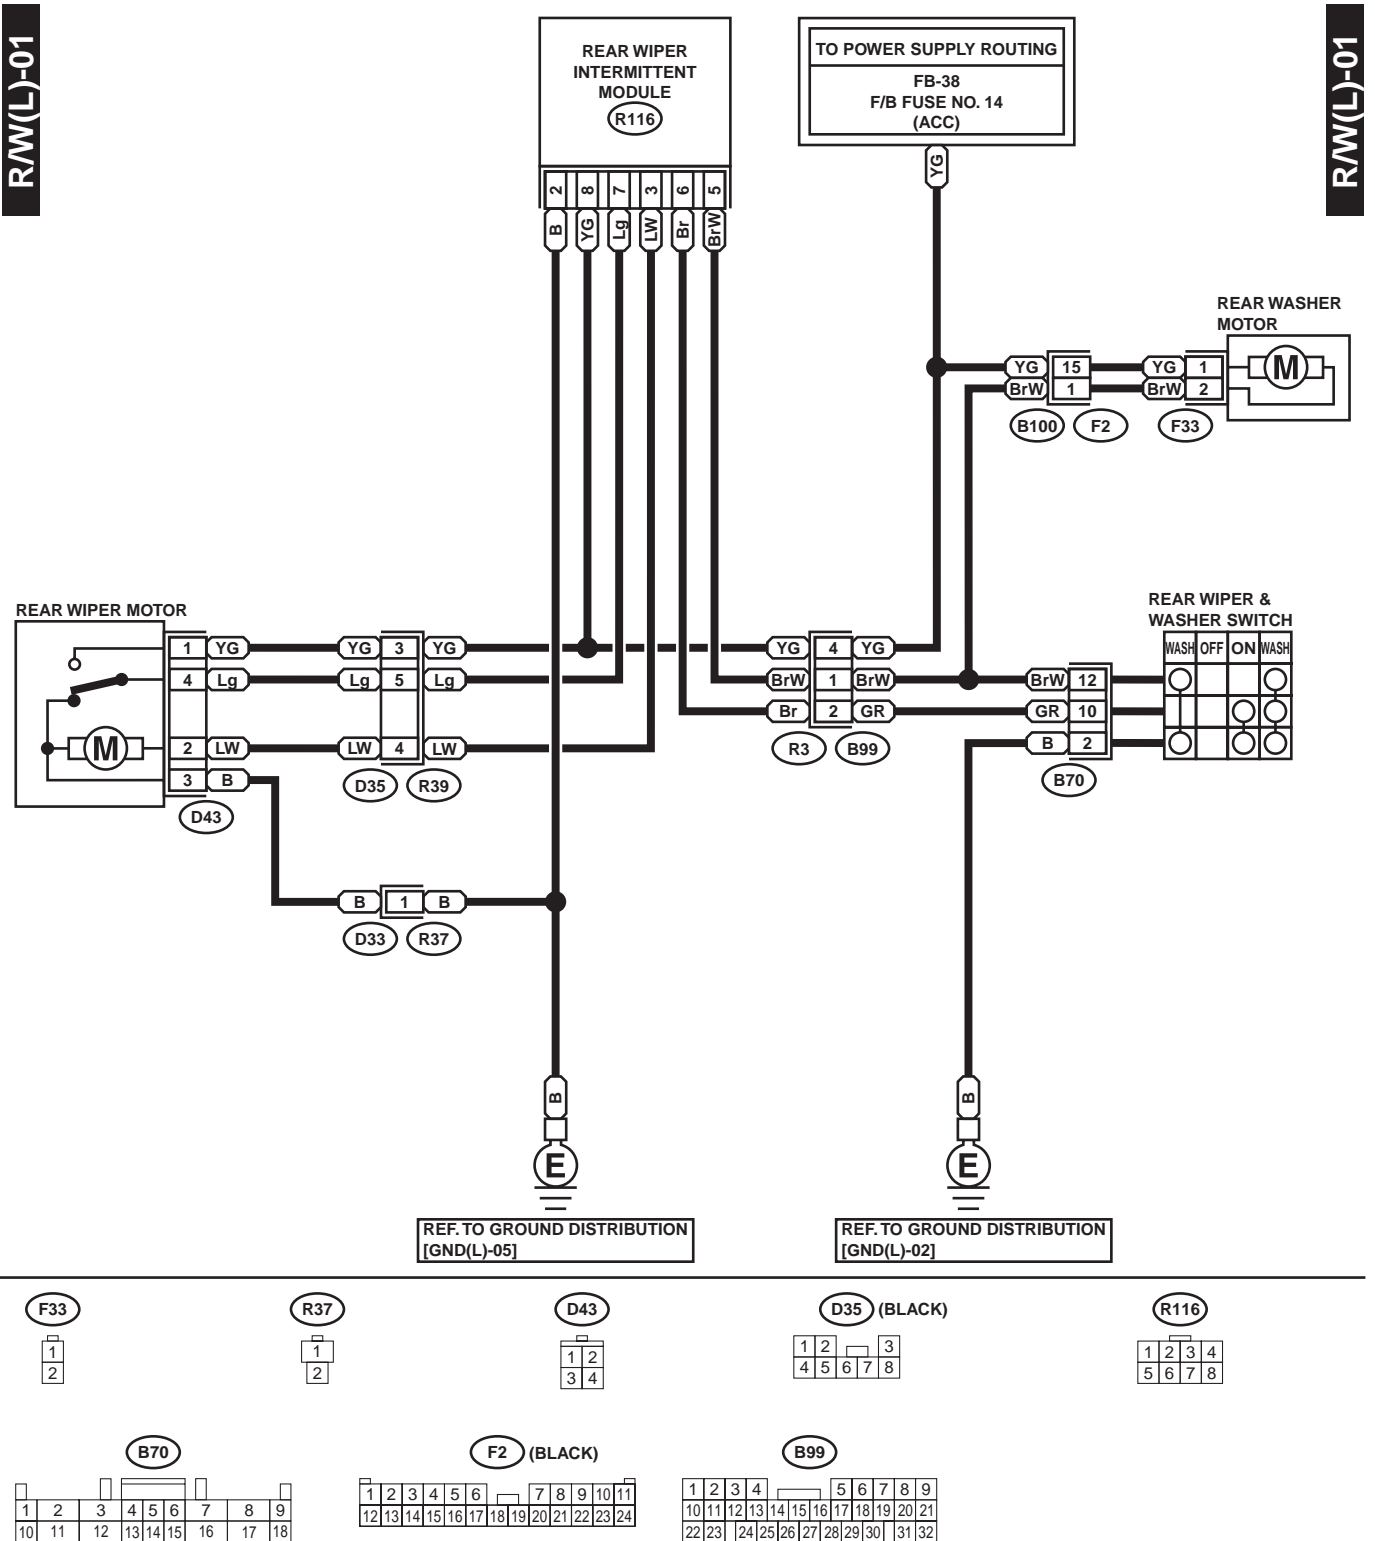 R/W(L)-01
R/W(L)-01
REAR WIPER
INTERMITTENT
MODULE
R116
TO POWER SUPPLY ROUTING
FB-38
F/B FUSE NO. 14
(ACC)
YG
2 8 7 3 6 5
B YG Lg LW Br BrW
REAR WASHER
MOTOR
YG 15 YG 1
BrW 1 BrW 2
M
B100 F2 F33
REAR WIPER MOTOR
REAR WIPER &
WASHER SWITCH
WASH OFF ON WASH
1 YG YG 3 YG YG 4 YG
4 Lg Lg 5 Lg BrW 1 BrW BrW 12
Br 2 GR GR 10
M 2 LW LW 4 LW R3 B99 B 2
3 B D35 R39 B70
D43
B 1 B
D33 R37
B B
E E
REF. TO GROUND DISTRIBUTION
[GND(L)-05]
REF. TO GROUND DISTRIBUTION
[GND(L)-02]
F33
1
2
R37
1
2
D43
1 2
3 4
D35 (BLACK)
1 2 3
4 5 6 7 8
R116
1 2 3 4
5 6 7 8
B70
1 2 3 4 5 6 7 8 9
10 11 12 13 14 15 16 17 18
F2 (BLACK)
1 2 3 4 5 6 7 8 9 10 11
12 13 14 15 16 17 18 19 20 21 22 23 24
B99
1 2 3 4 5 6 7 8 9
10 11 12 13 14 15 16 17 18 19 20 21
22 23 24 25 26 27 28 29 30 31 32